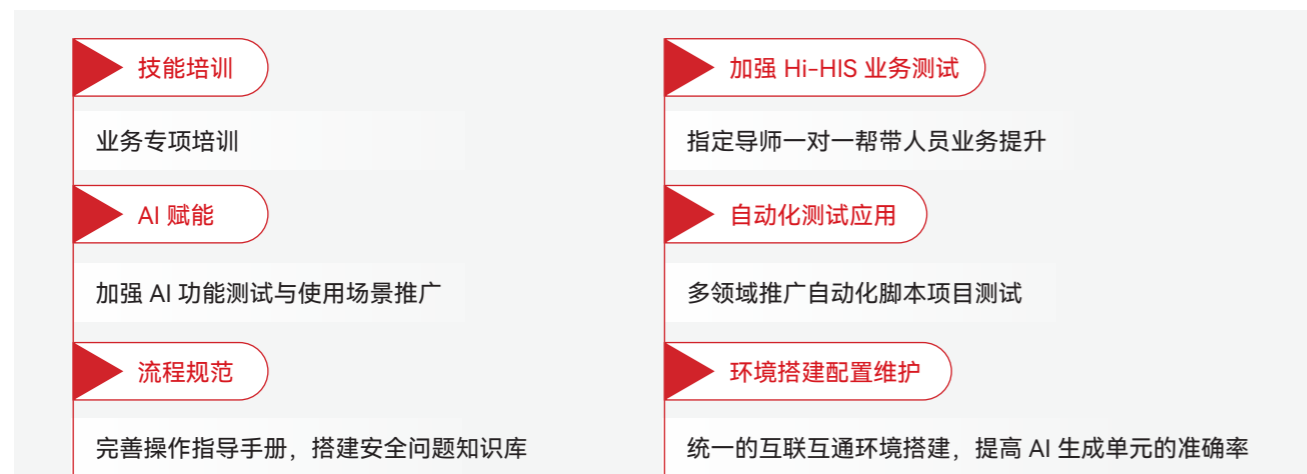 技能培训
业务专项培训
AI 赋能
加强 AI 功能测试与使用场景推广
流程规范
完善操作指导手册，搭建安全问题知识库
加强 Hi-HIS 业务测试
指定导师一对一帮带人员业务提升
自动化测试应用
多领域推广自动化脚本项目测试
环境搭建配置维护
统一的互联互通环境搭建，提高 AI 生成单元的准确率